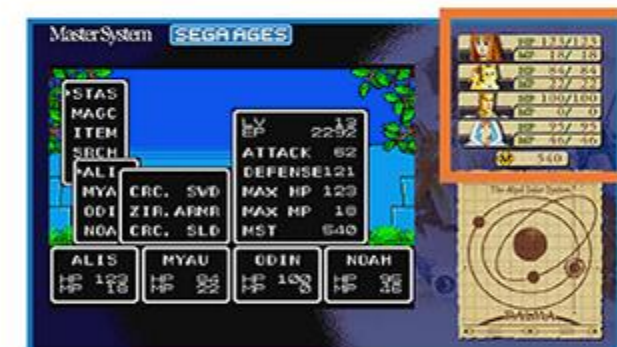 MasterSystem SEGA AGES
STAS
MAGC
ITEM
SRCH
ALI
MYA
ODI
NOA
CRC. SWD
ZIR.ARMR
CRC. SLD
LV 13
EP 2292
ATTACK 62
DEFENSE121
MAX HP 123
MAX MP 18
MST 540
ALIS
HP 123
MP 18
MYAU
HP 84
MP 22
ODIN
HP 100
MP 0
NOAH
HP 95
MP 46
HP 123/123
MP 18/ 18
HP 84/ 84
MP 22/ 22
HP 100/100
MP 0/ 0
HP 95/ 95
MP 46/ 46
540
The Algol Solar System